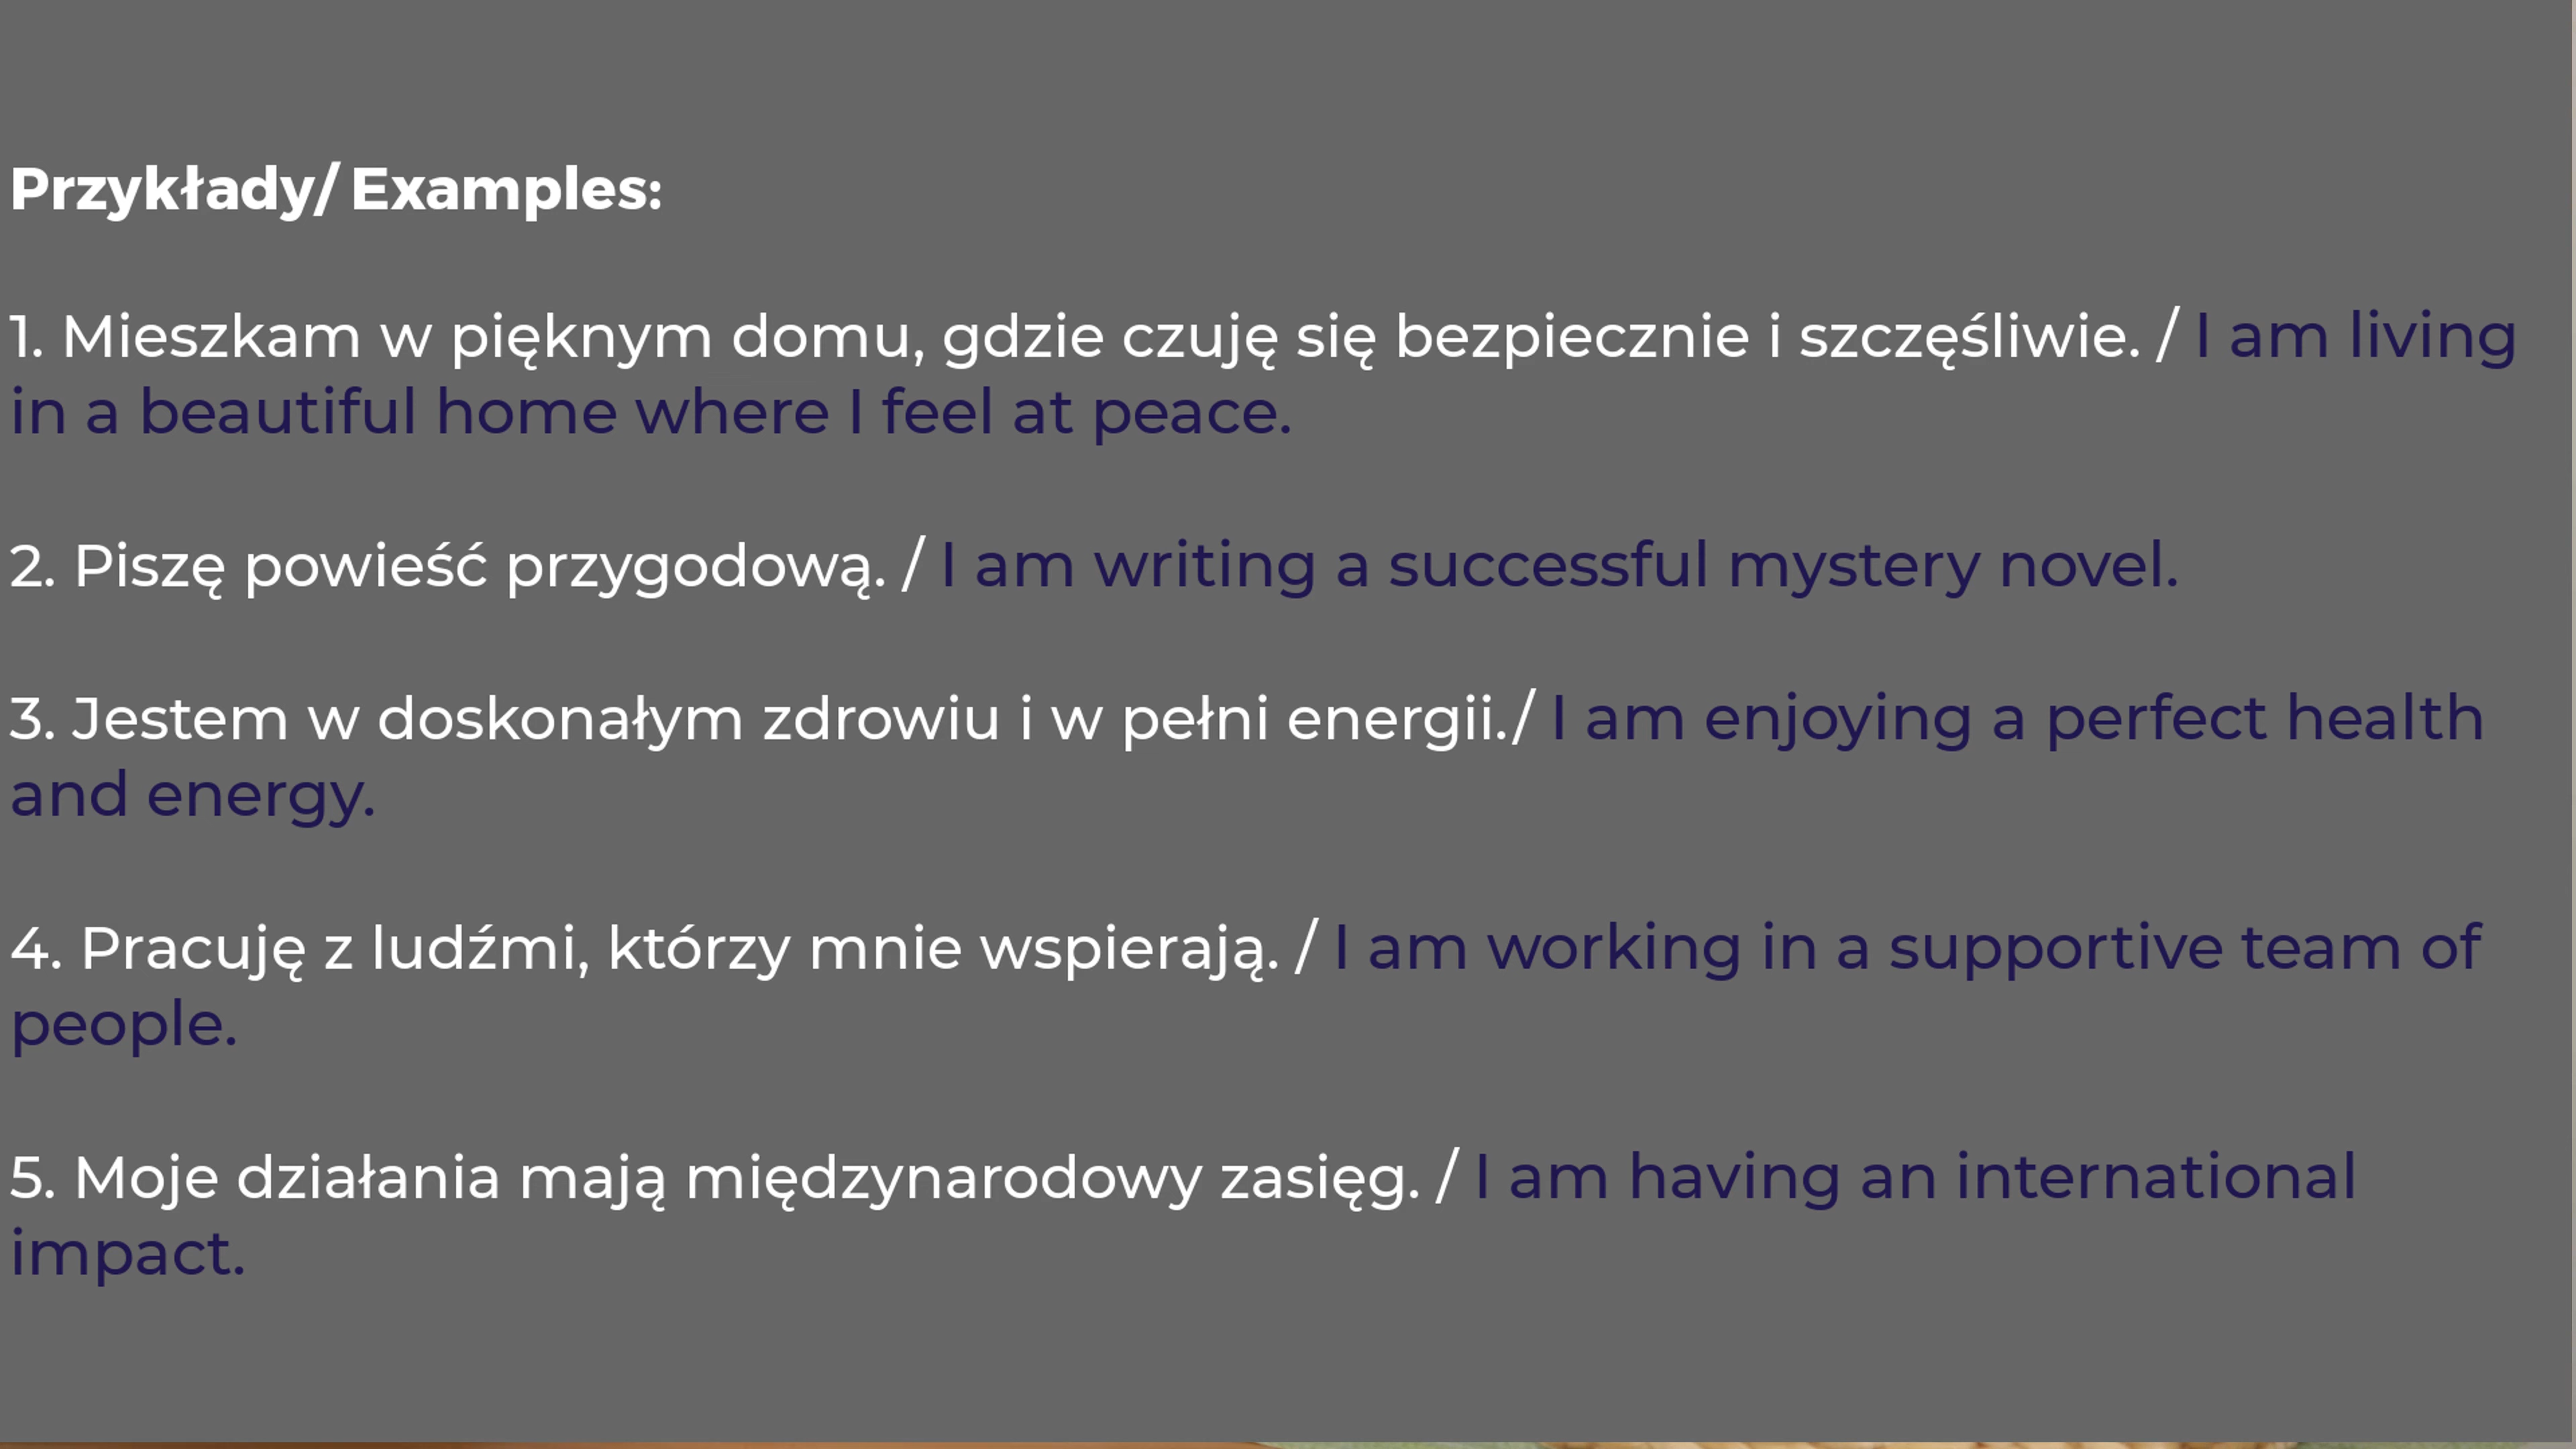 Przykłady/ Examples:
1. Mieszkam w pięknym domu, gdzie czuję się bezpiecznie i szczęśliwie. / I am living
in a beautiful home where I feel at peace.
2. Piszę powieść przygodową. / I am writing a successful mystery novel.
3. Jestem w doskonałym zdrowiu i w pełni energii./ I am enjoying a perfect health
and energy.
4. Pracuję z ludźmi, którzy mnie wspierają. / I am working in a supportive team of
people.
5. Moje działania mają międzynarodowy zasięg. / I am having an international
impact.